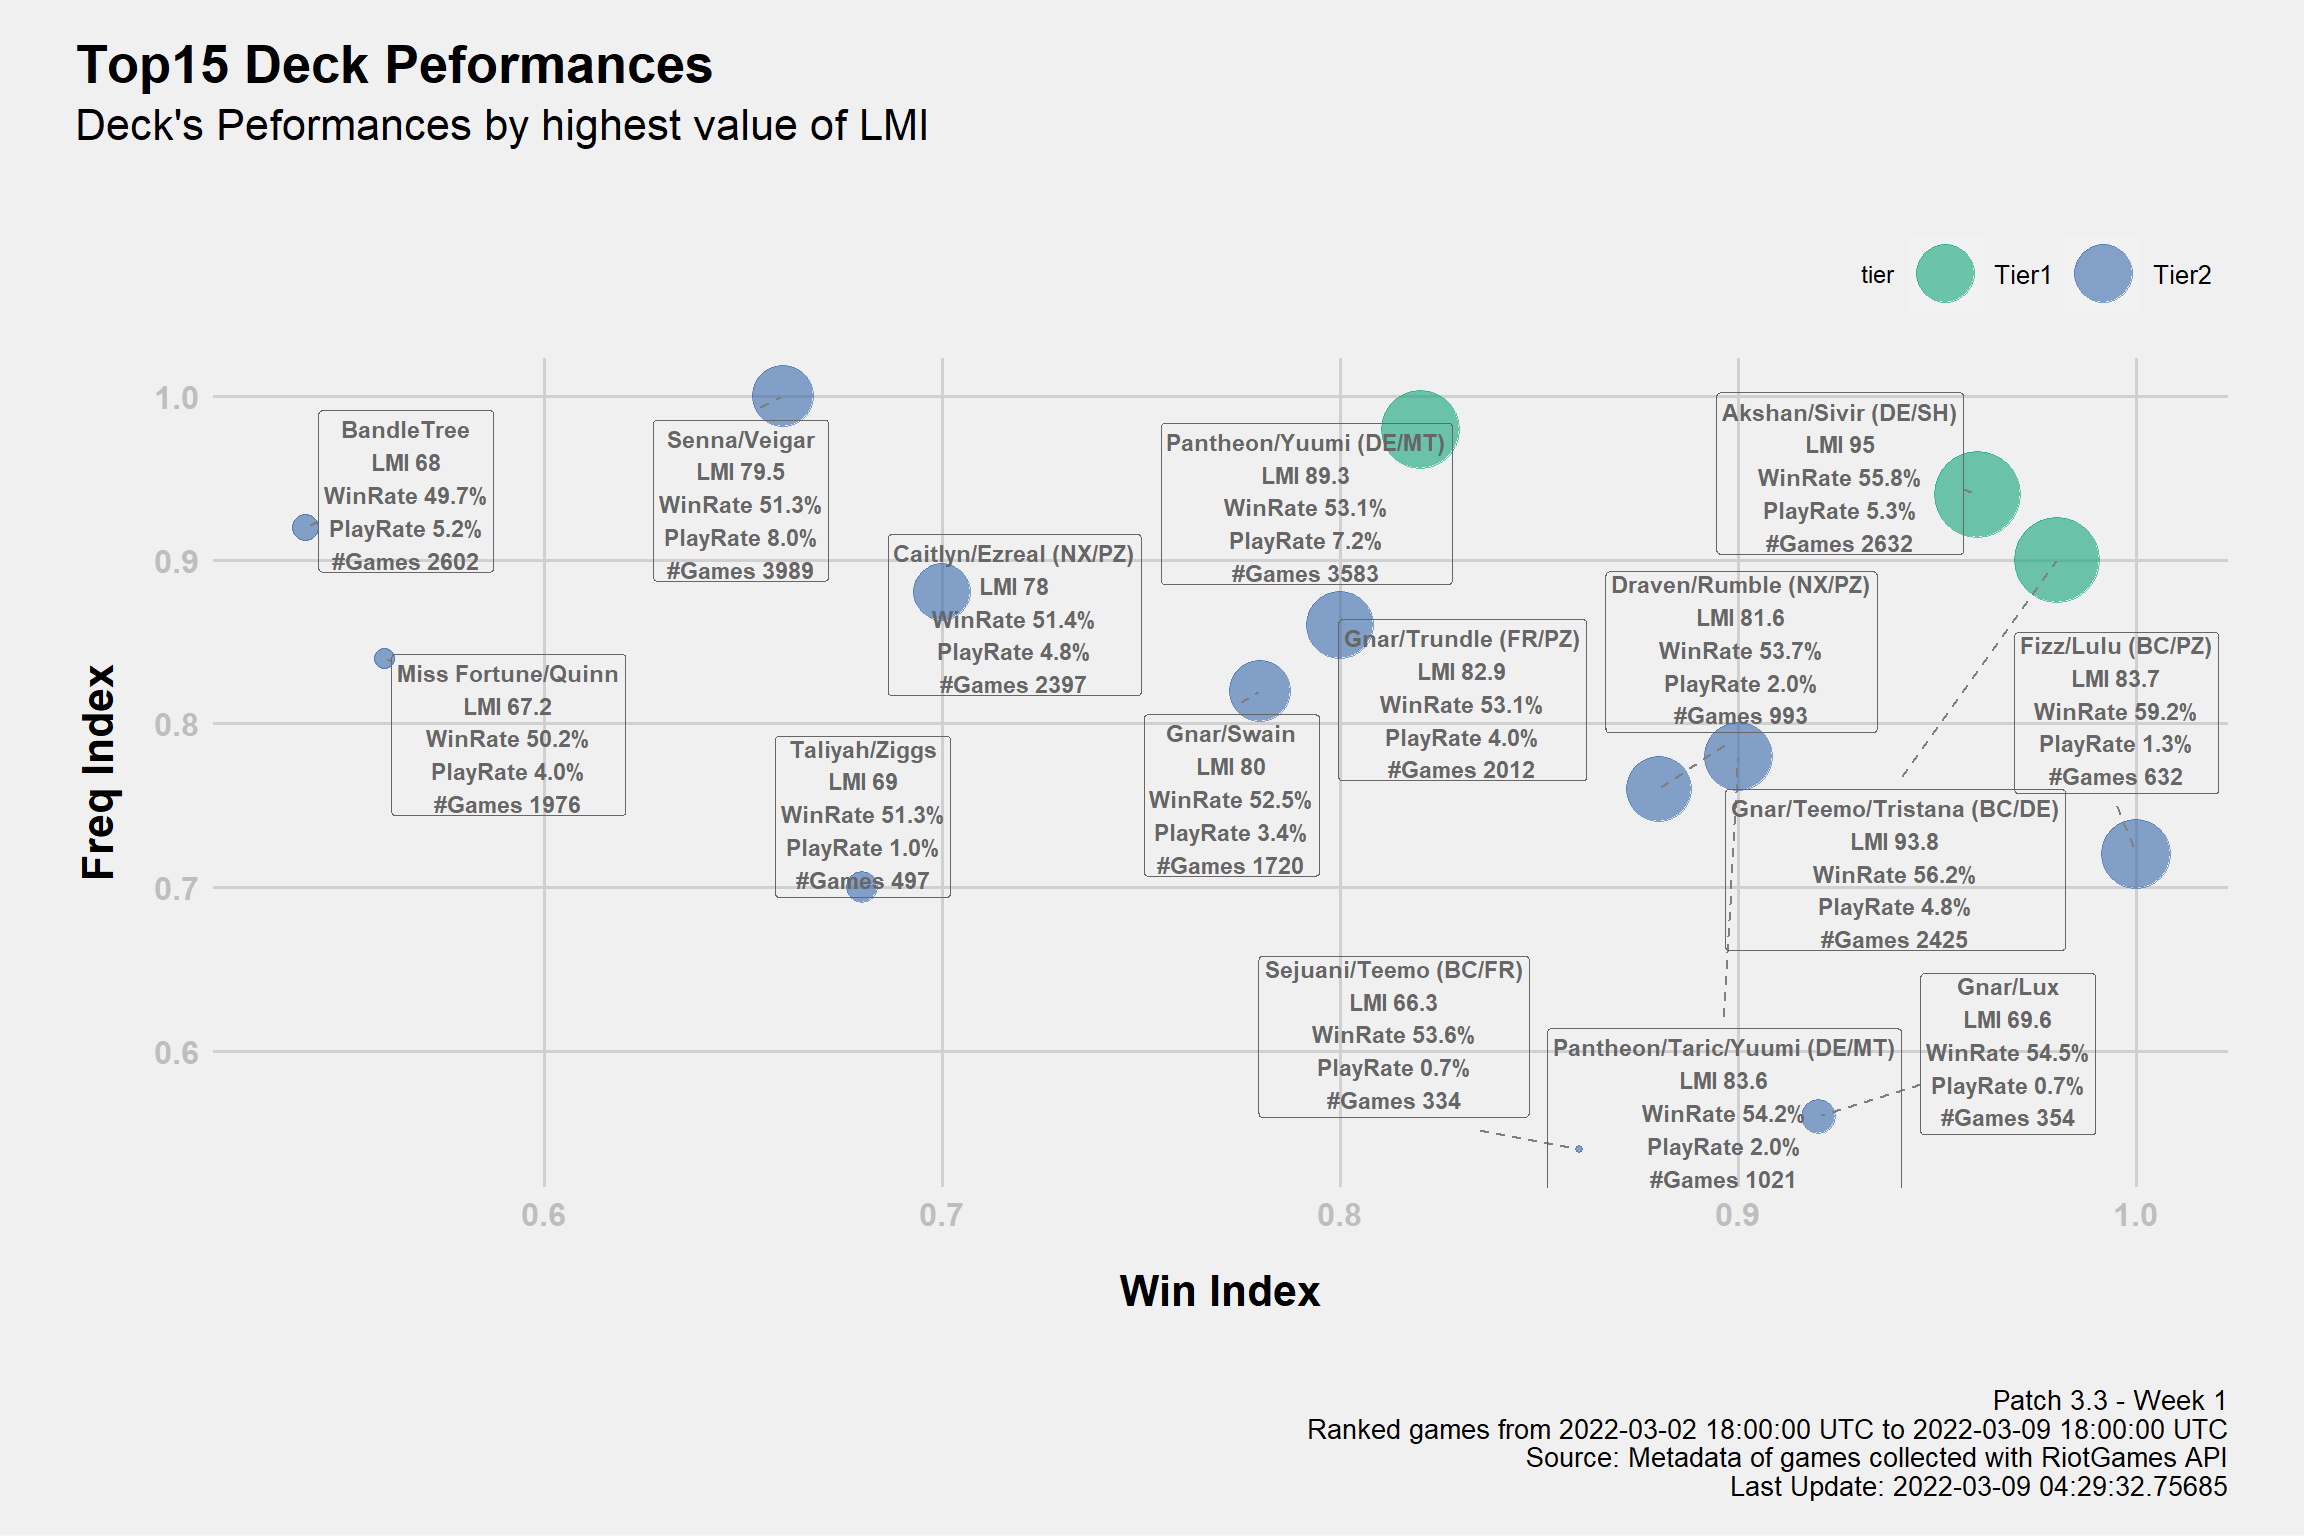 Top15 Deck Peformances
Deck's Peformances by highest value of LMI
tier
Tier1
Tier2
Freq Index
1.0
0.9
0.8
0.7
0.6
BandleTree
LMI 68
WinRate 49.7%
PlayRate 5.2%
#Games 2602
Senna/Veigar
LMI 79.5
WinRate 51.3%
PlayRate 8.0%
#Games 3989
Pantheon/Yuumi (DE/MT)
LMI 89.3
WinRate 53.1%
PlayRate 7.2%
#Games 3583
Akshan/Sivir (DE/SH)
LMI 95
WinRate 55.8%
PlayRate 5.3%
#Games 2632
Caitlyn/Ezreal (NX/PZ)
LMI 78
WinRate 51.4%
PlayRate 4.8%
#Games 2397
Draven/Rumble (NX/PZ)
LMI 81.6
WinRate 53.7%
PlayRate 2.0%
#Games 993
Gnar/Trundle (FR/PZ)
LMI 82.9
WinRate 53.1%
PlayRate 4.0%
#Games 2012
Fizz/Lulu (BC/PZ)
LMI 83.7
WinRate 59.2%
PlayRate 1.3%
#Games 632
Miss Fortune/Quinn
LMI 67.2
WinRate 50.2%
PlayRate 4.0%
#Games 1976
Gnar/Swain
LMI 80
WinRate 52.5%
PlayRate 3.4%
#Games 1720
Taliyah/Ziggs
LMI 69
WinRate 51.3%
PlayRate 1.0%
#Games 497
Gnar/Teemo/Tristana (BC/DE)
LMI 93.8
WinRate 56.2%
PlayRate 4.8%
#Games 2425
Sejuani/Teemo (BC/FR)
LMI 66.3
WinRate 53.6%
PlayRate 0.7%
#Games 334
Gnar/Lux
LMI 69.6
WinRate 54.5%
PlayRate 0.7%
#Games 354
Pantheon/Taric/Yuumi (DE/MT)
LMI 83.6
WinRate 54.2%
PlayRate 2.0%
#Games 1021
0.6
0.7
0.8
0.9
1.0
Win Index
Patch 3.3 - Week 1
Ranked games from 2022-03-02 18:00:00 UTC to 2022-03-09 18:00:00 UTC
Source: Metadata of games collected with RiotGames API
Last Update: 2022-03-09 04:29:32.75685